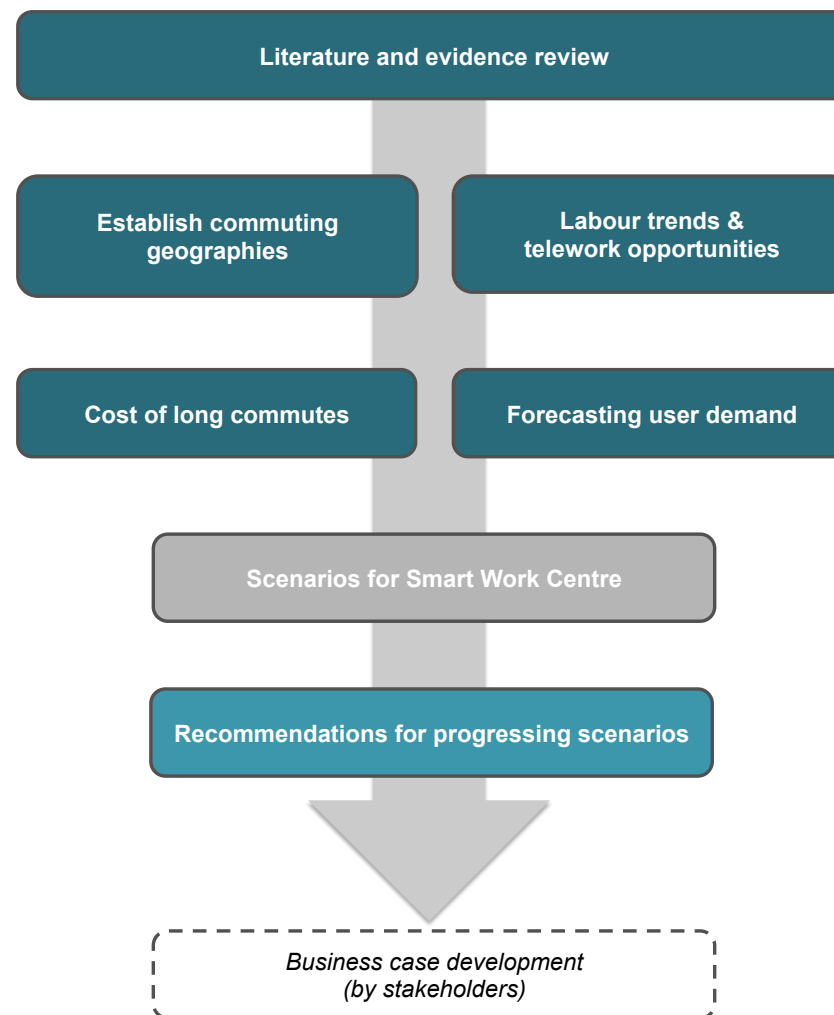 Literature and evidence review
Establish commuting
geographies
Labour trends &
telework opportunities
Cost of long commutes
Forecasting user demand
Scenarios for Smart Work Centre
Recommendations for progressing scenarios
Business case development
(by stakeholders)